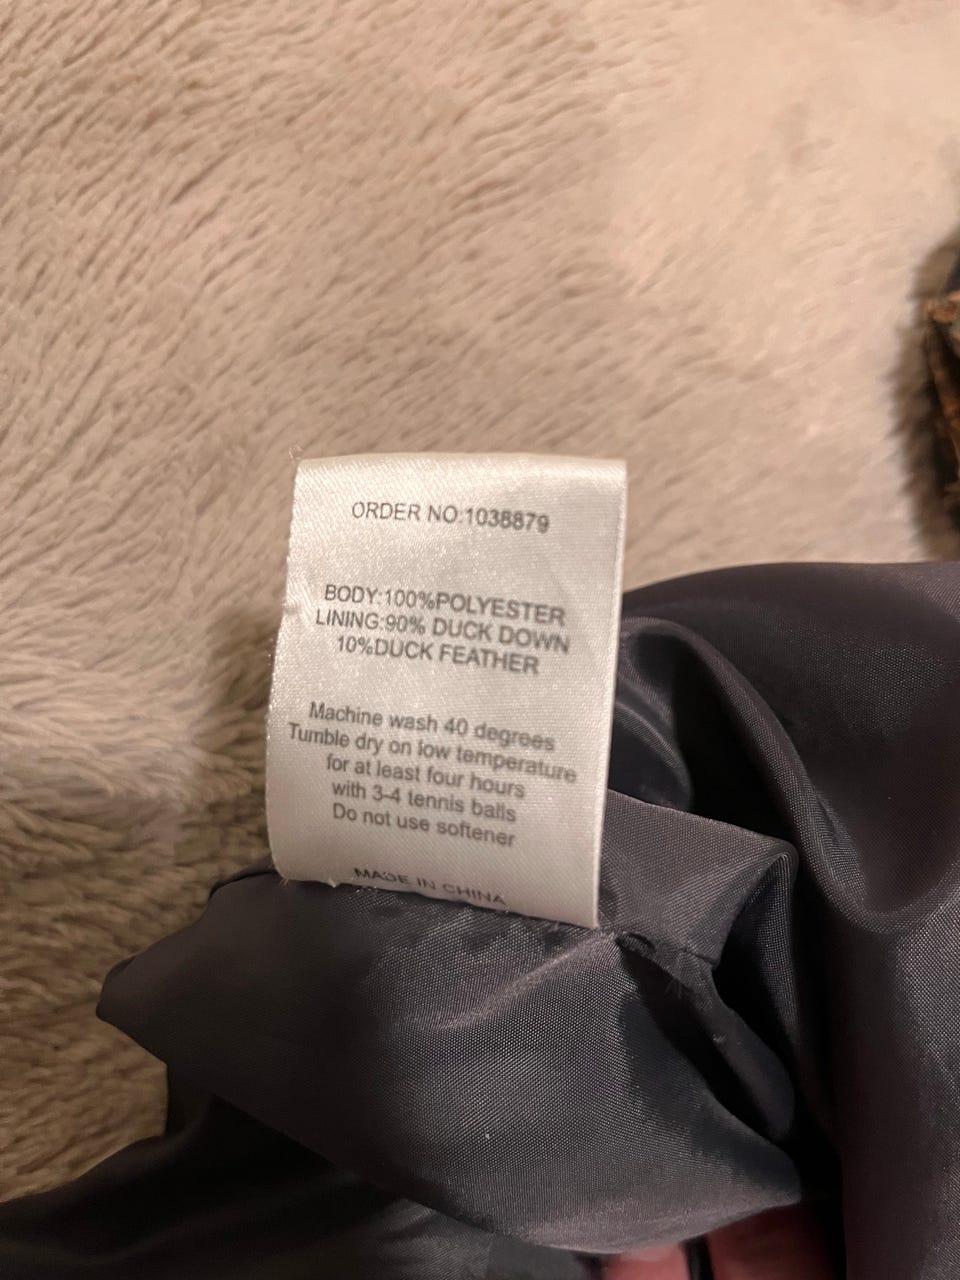 ORDER NO:1038879
BODY:100%POLYESTER
LINING:90% DUCK DOWN
10%DUCK FEATHER
Machine wash 40 degrees
Tumble dry on low temperature
for at least four hours
with 3-4 tennis balls
Do not use softener
MADE IN CHINA